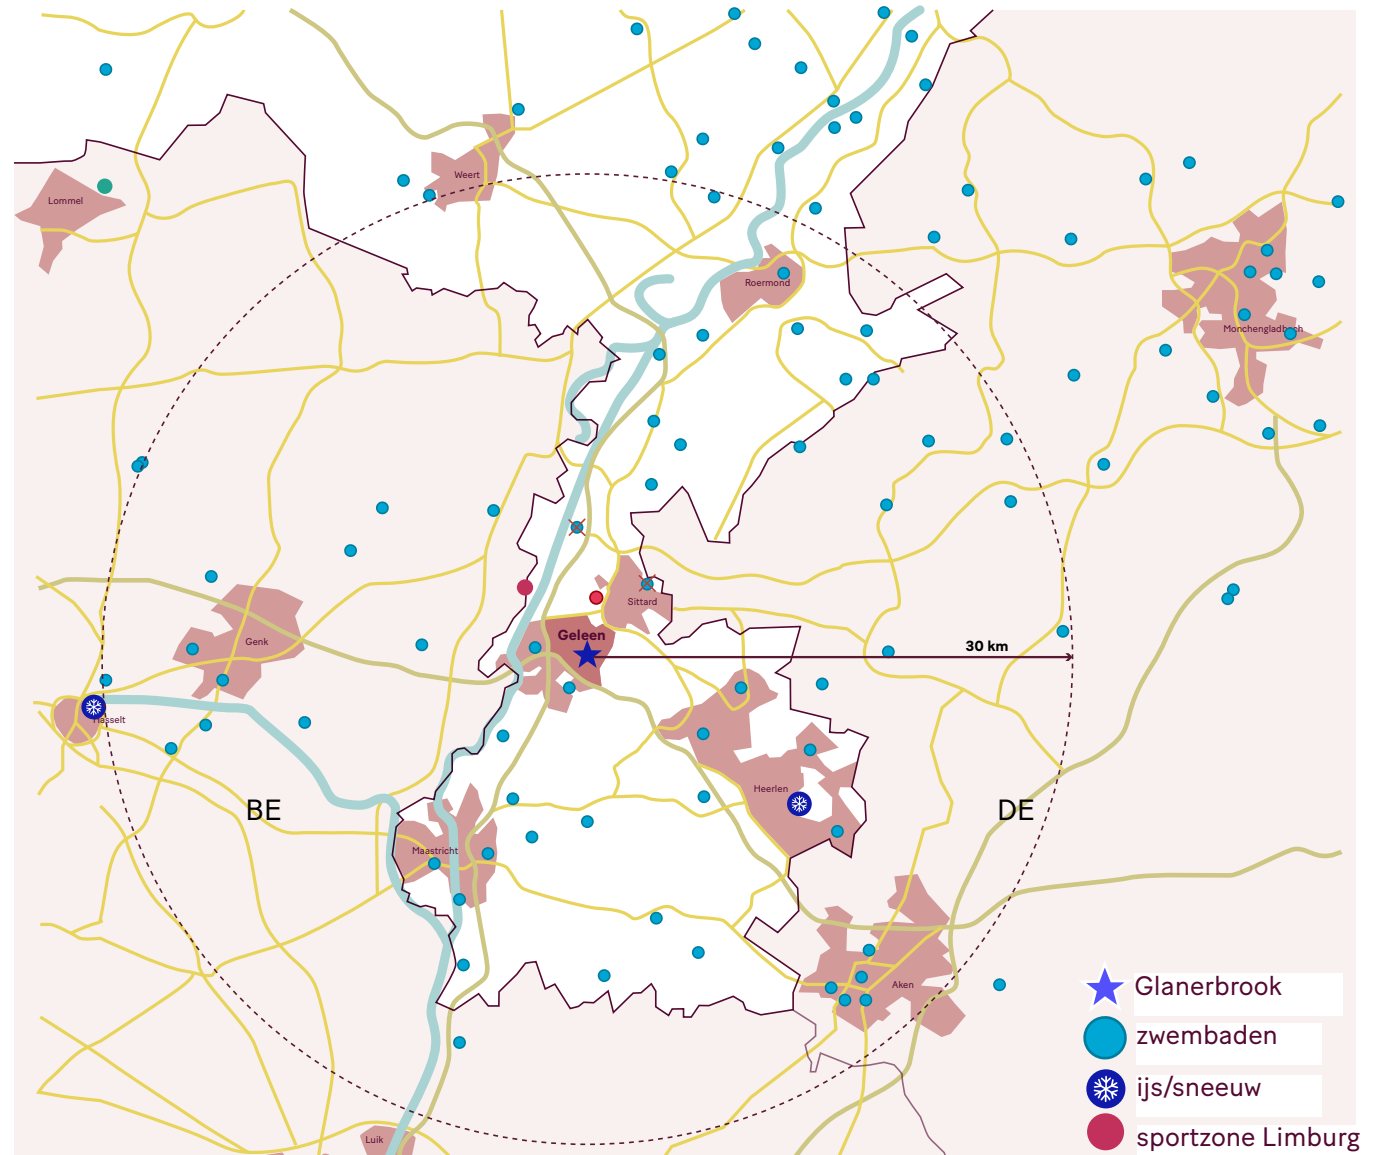 Weert
Lommel
Roermond
Monchengladbach
Sittard
Geleen
Genk
30 km
Hasselt
Heerlen
BE
DE
Maastricht
Aken
Glanerbrook
zwembaden
ijs/sneeuw
sportzone Limburg
Luik